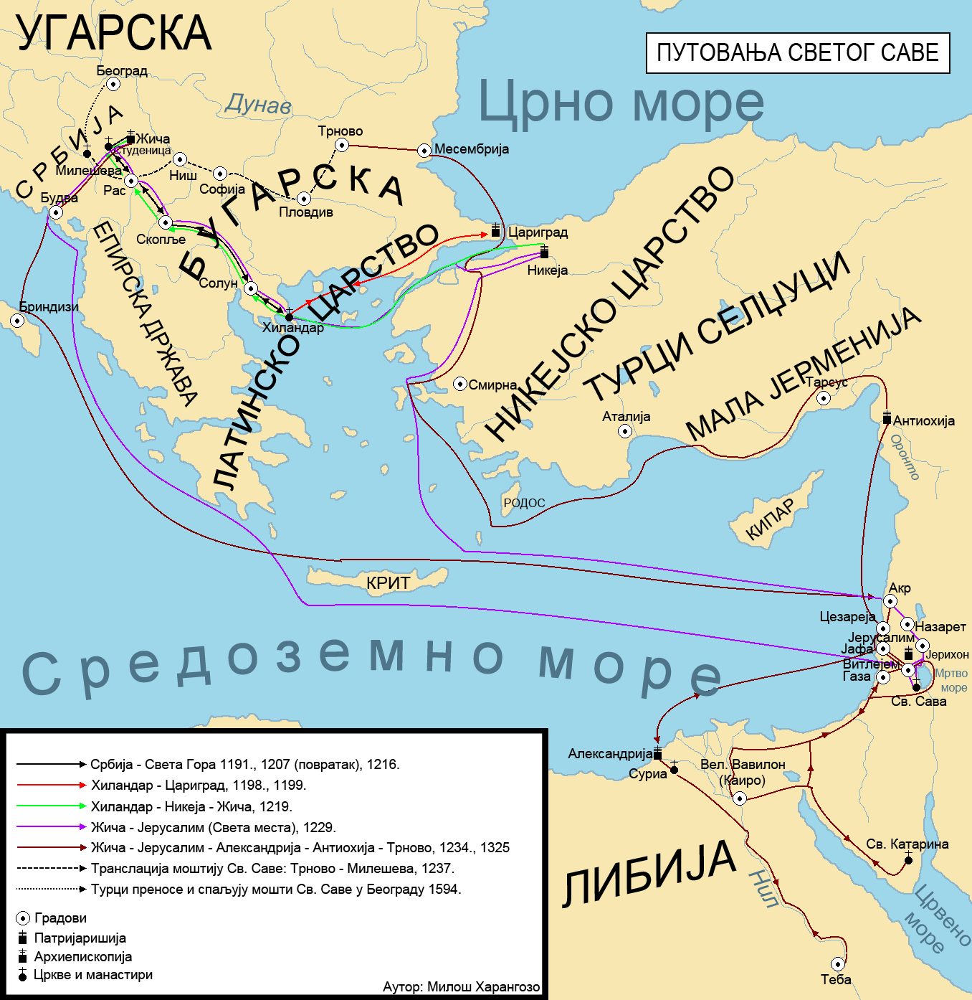 УГАРСКА
ПУТОВАЊА СВЕТОГ САВЕ
Београд
Црно море
Дунав
СРБИЈА
Жича
Студеница
Трново
Месембрија
Милешева
Ниш
Рас
Софија
БУГАРСКА
Будва
Пловдив
Скопље
ЕПИРСКА ДРЖАВА
Цариград
Никеја
ЛАТИНСКО ЦАРСТВО
НИКЕЈСКО ЦАРСТВО
Солун
Бриндизи
Хиландар
ТУРЦИ СЕЛЏУЦИ
МАЛА ЈЕРМЕНИЈА
Смирна
Тарсус
Аталија
Антиохија
Оронто
РОДОС
КИПАР
КРИТ
Акр
Цезареја
Назарет
Јерусалим
Јафа
Јерихон
Витлејем
Газа
Мртво
море
Св. Сава
Средоземно море
Александрија
Суриа
Вел. Вавилон
(Каиро)
Св. Катарина
ЛИБИЈА
Нил
Црвено
море
Теба
Србија - Света Гора 1191., 1207 (повратак), 1216.
Хиландар - Цариград, 1198., 1199.
Хиландар - Никеја - Жича, 1219.
Жича - Јерусалим (Света места), 1229.
Жича - Јерусалим - Александрија - Антиохија - Трново, 1234., 1325
Транслација моштију Св. Саве: Трново - Милешева, 1237.
Турци преносе и спаљују мошти Св. Саве у Београду 1594.
Градови
Патријаришија
Архиепископија
Цркве и манастири
Аутор: Милош Харангозо